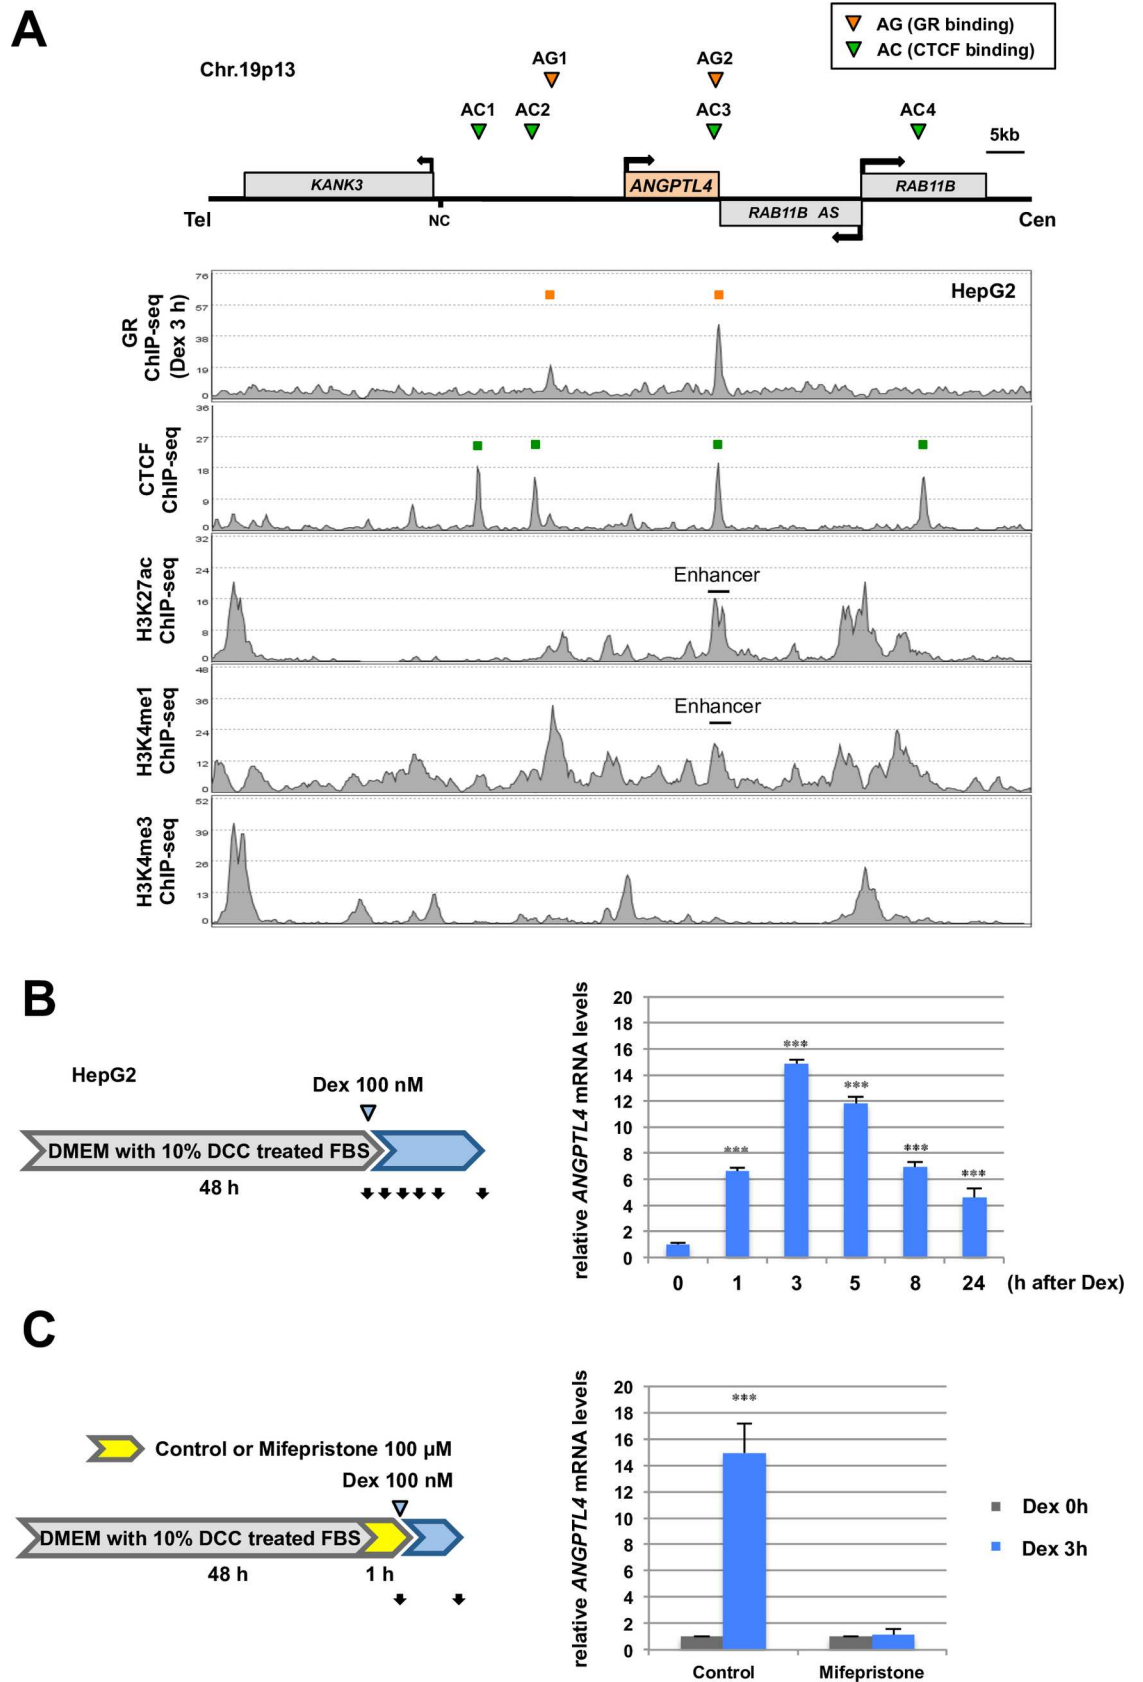 A
AG (GR binding)
AC (CTCF binding)
Chr.19p13
AG1 AG2
AC1 AC2 AC3 AC4
5kb
KANK3 ANGPTL4 RAB11B
RAB11B AS
Tel NC Cen
GR
ChIP-seq
(Dex 3 h)
76
57
38
19
0
HepG2
CTCF
ChIP-seq
36
27
18
9
0
H3K27ac
ChIP-seq
32
24
16
8
0
Enhancer
H3K4me1
ChIP-seq
48
36
24
12
0
Enhancer
H3K4me3
ChIP-seq
52
39
26
13
0
B
HepG2
Dex 100 nM
DMEM with 10% DCC treated FBS
48 h
relative ANGPTL4 mRNA levels
20
18
16
14
12
10
8
6
4
2
0
*** *** *** *** ***
0 1 3 5 8 24 (h after Dex)
C
Control or Mifepristone 100 µM
Dex 100 nM
DMEM with 10% DCC treated FBS
48 h 1 h
relative ANGPTL4 mRNA levels
20
18
16
14
12
10
8
6
4
2
0
***
Control Mifepristone
Dex 0h
Dex 3h